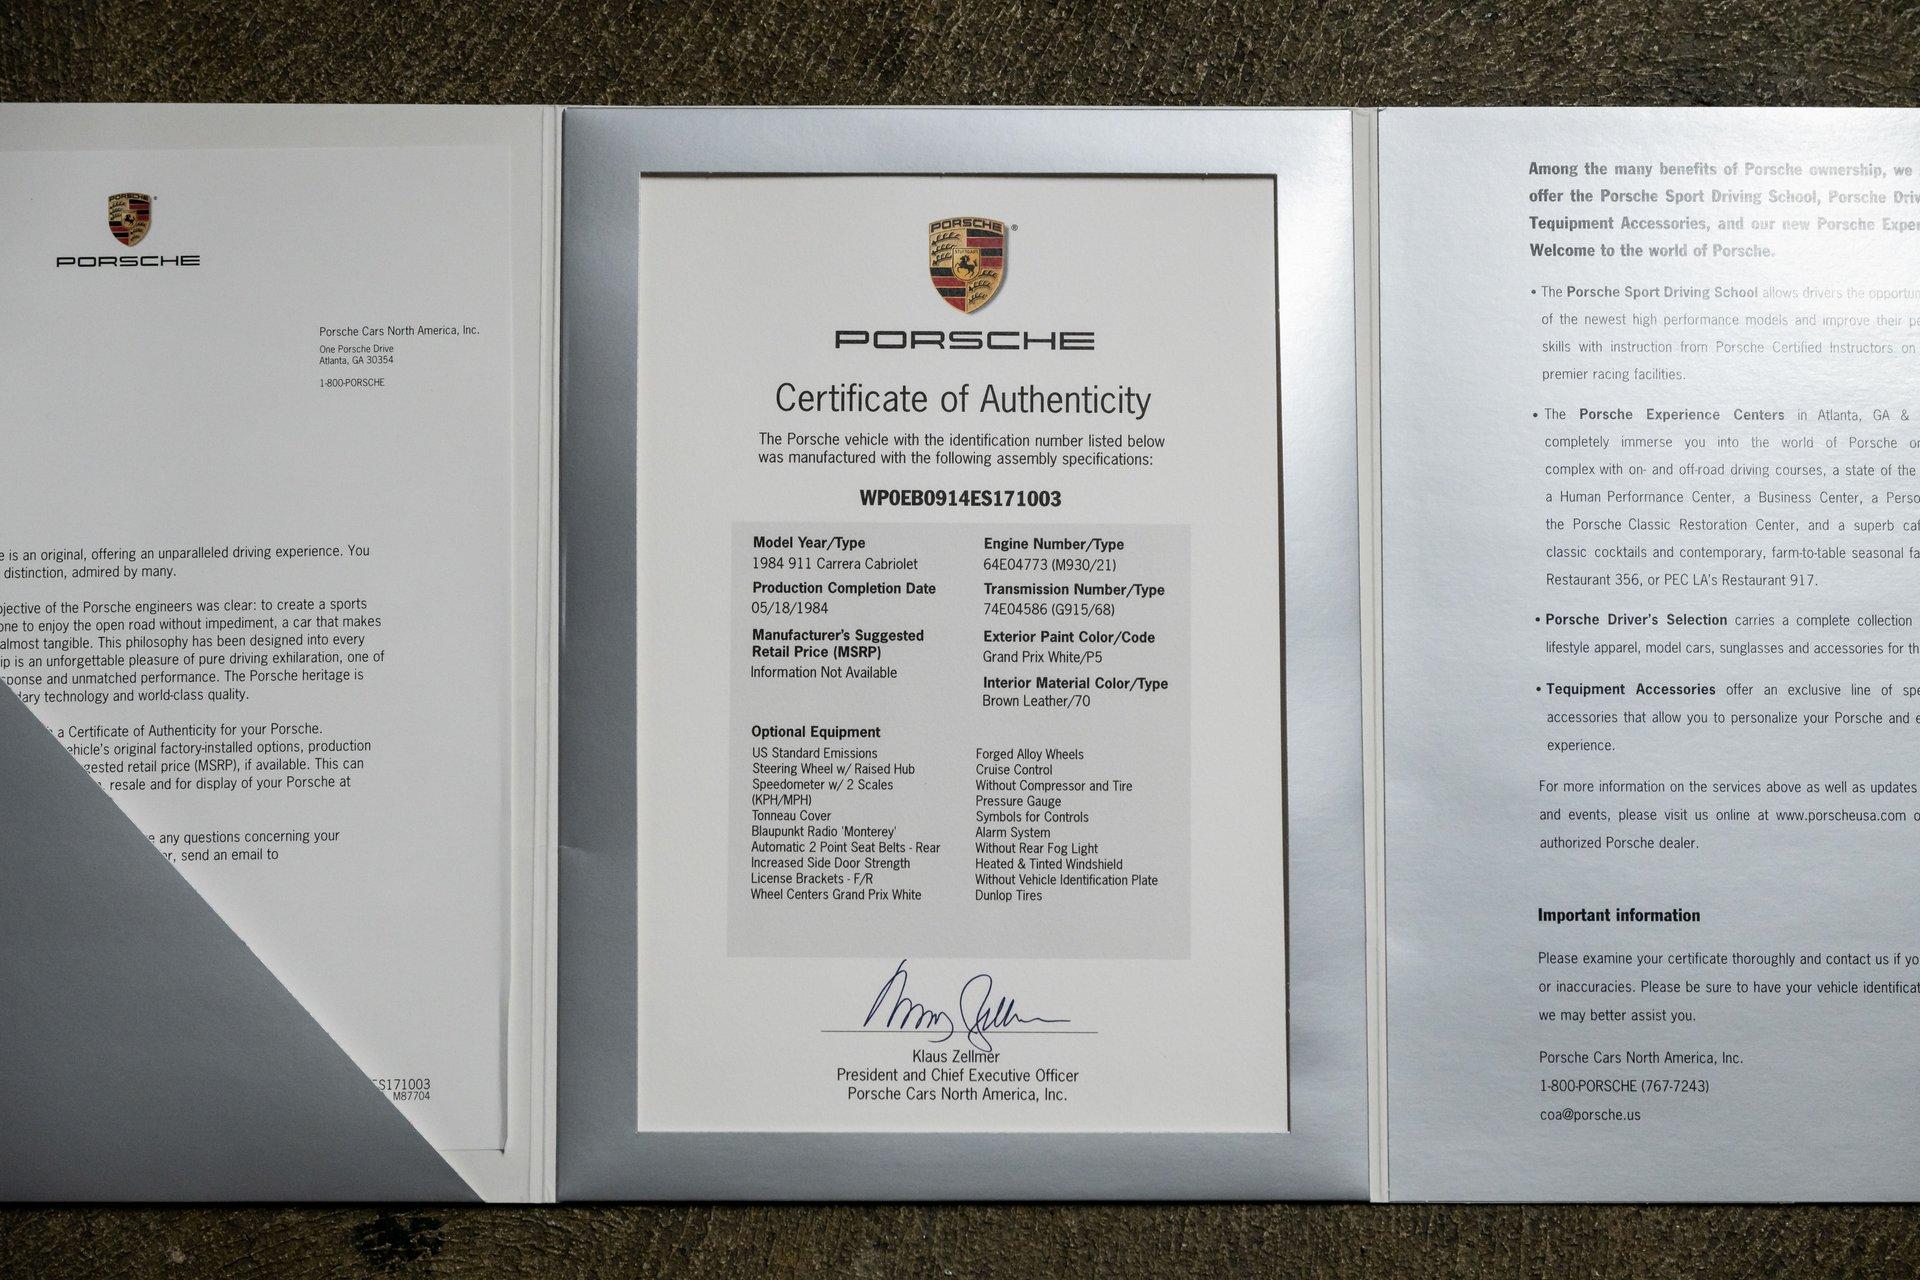 PORSCHE
PORSCHE
Porsche Cars North America, Inc.
One Porsche Drive
Atlanta, GA 30354
1-800-PORSCHE
e is an original, offering an unparalleled driving experience. You
distinction, admired by many.
jective of the Porsche engineers was clear: to create a sports
one to enjoy the open road without impediment, a car that makes
almost tangible. This philosophy has been designed into every
ip is an unforgettable pleasure of pure driving exhilaration, one of
sponse and unmatched performance. The Porsche heritage is
dary technology and world-class quality.
a Certificate of Authenticity for your Porsche.
ehicle's original factory-installed options, production
gested retail price (MSRP), if available. This can
, resale and for display of your Porsche at
e any questions concerning your
r, send an email to
ES171003
M87704
PORSCHE
STUTTGART
PORSCHE
Certificate of Authenticity
The Porsche vehicle with the identification number listed below
was manufactured with the following assembly specifications:
WP0EB0914ES171003
Model Year/Type
1984 911 Carrera Cabriolet
Production Completion Date
05/18/1984
Manufacturer's Suggested
Retail Price (MSRP)
Information Not Available
Engine Number/Type
64E04773 (M930/21)
Transmission Number/Type
74E04586 (G915/68)
Exterior Paint Color/Code
Grand Prix White/P5
Interior Material Color/Type
Brown Leather/70
Optional Equipment
US Standard Emissions
Steering Wheel w/ Raised Hub
Speedometer w/ 2 Scales
(KPH/MPH)
Tonneau Cover
Blaupunkt Radio 'Monterey'
Automatic 2 Point Seat Belts - Rear
Increased Side Door Strength
License Brackets - F/R
Wheel Centers Grand Prix White
Forged Alloy Wheels
Cruise Control
Without Compressor and Tire
Pressure Gauge
Symbols for Controls
Alarm System
Without Rear Fog Light
Heated & Tinted Windshield
Without Vehicle Identification Plate
Dunlop Tires
Klaus Zellmer
President and Chief Executive Officer
Porsche Cars North America, Inc.
Among the many benefits of Porsche ownership, we
offer the Porsche Sport Driving School, Porsche Driv
Tequipment Accessories, and our new Porsche Exper
Welcome to the world of Porsche.
• The Porsche Sport Driving School allows drivers the opportun
of the newest high performance models and improve their pe
skills with instruction from Porsche Certified Instructors on
premier racing facilities.
• The Porsche Experience Centers in Atlanta, GA &
completely immerse you into the world of Porsche on
complex with on- and off-road driving courses, a state of the
a Human Performance Center, a Business Center, a Perso
the Porsche Classic Restoration Center, and a superb caf
classic cocktails and contemporary, farm-to-table seasonal fa
Restaurant 356, or PEC LA's Restaurant 917.
• Porsche Driver's Selection carries a complete collection
lifestyle apparel, model cars, sunglasses and accessories for th
• Tequipment Accessories offer an exclusive line of spe
accessories that allow you to personalize your Porsche and e
experience.
For more information on the services above as well as updates
and events, please visit us online at www.porscheusa.com o
authorized Porsche dealer.
Important information
Please examine your certificate thoroughly and contact us if yo
or inaccuracies. Please be sure to have your vehicle identificat
we may better assist you.
Porsche Cars North America, Inc.
1-800-PORSCHE (767-7243)
coa@porsche.us